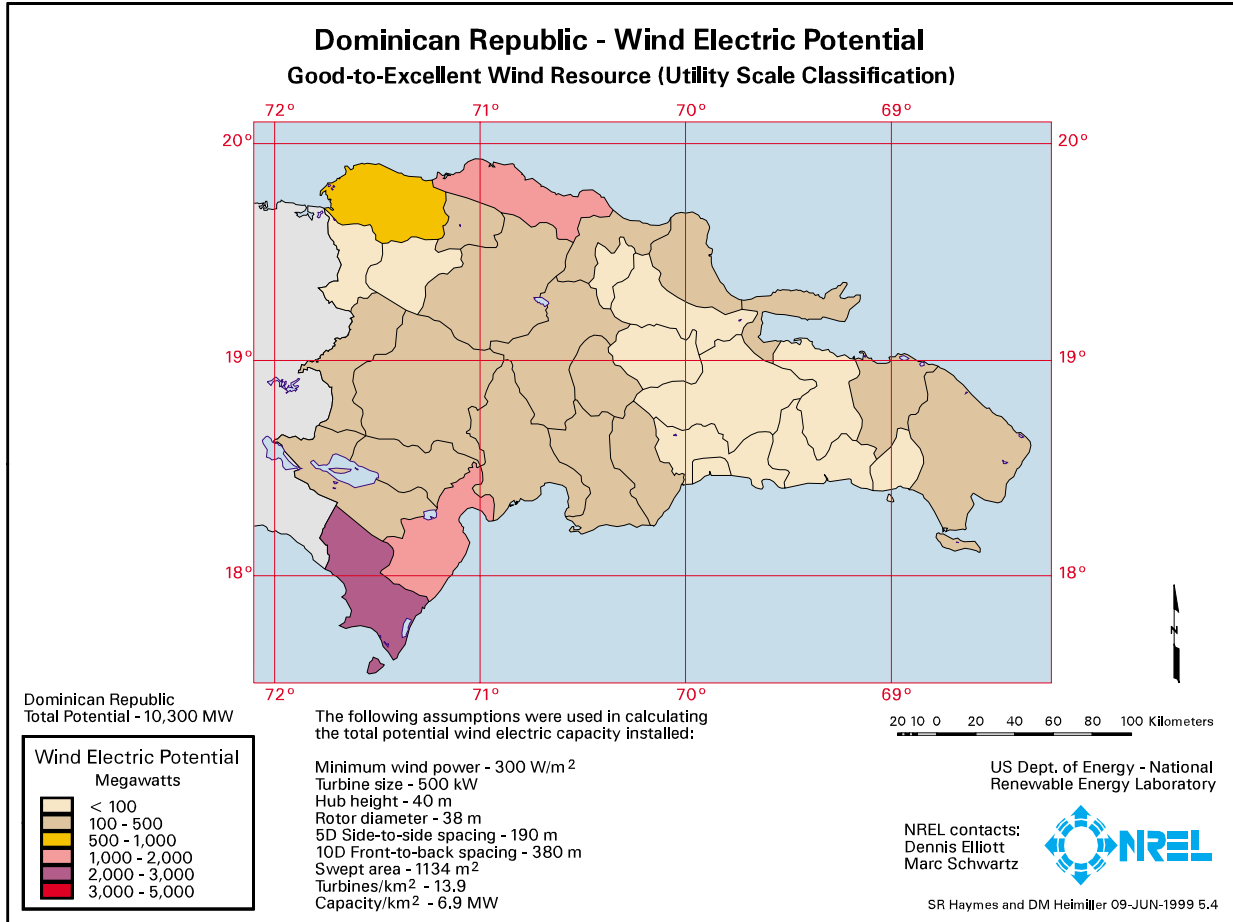 Dominican Republic - Wind Electric Potential
Good-to-Excellent Wind Resource (Utility Scale Classification)
72° 71° 70° 69°
20° 20°
19° 19°
18° 18°
72° 71° 70° 69°
Dominican Republic
Total Potential - 10,300 MW
Wind Electric Potential
Megawatts
< 100
100 - 500
500 - 1,000
1,000 - 2,000
2,000 - 3,000
3,000 - 5,000
The following assumptions were used in calculating
the total potential wind electric capacity installed:
Minimum wind power - 300 W/m²
Turbine size - 500 kW
Hub height - 40 m
Rotor diameter - 38 m
5D Side-to-side spacing - 190 m
10D Front-to-back spacing - 380 m
Swept area - 1134 m²
Turbines/km² - 13.9
Capacity/km² - 6.9 MW
N
20 10 0 20 40 60 80 100 Kilometers
US Dept. of Energy - National
Renewable Energy Laboratory
NREL contacts:
Dennis Elliott
Marc Schwartz
NREL
SR Haymes and DM Heimiller 09-JUN-1999 5.4